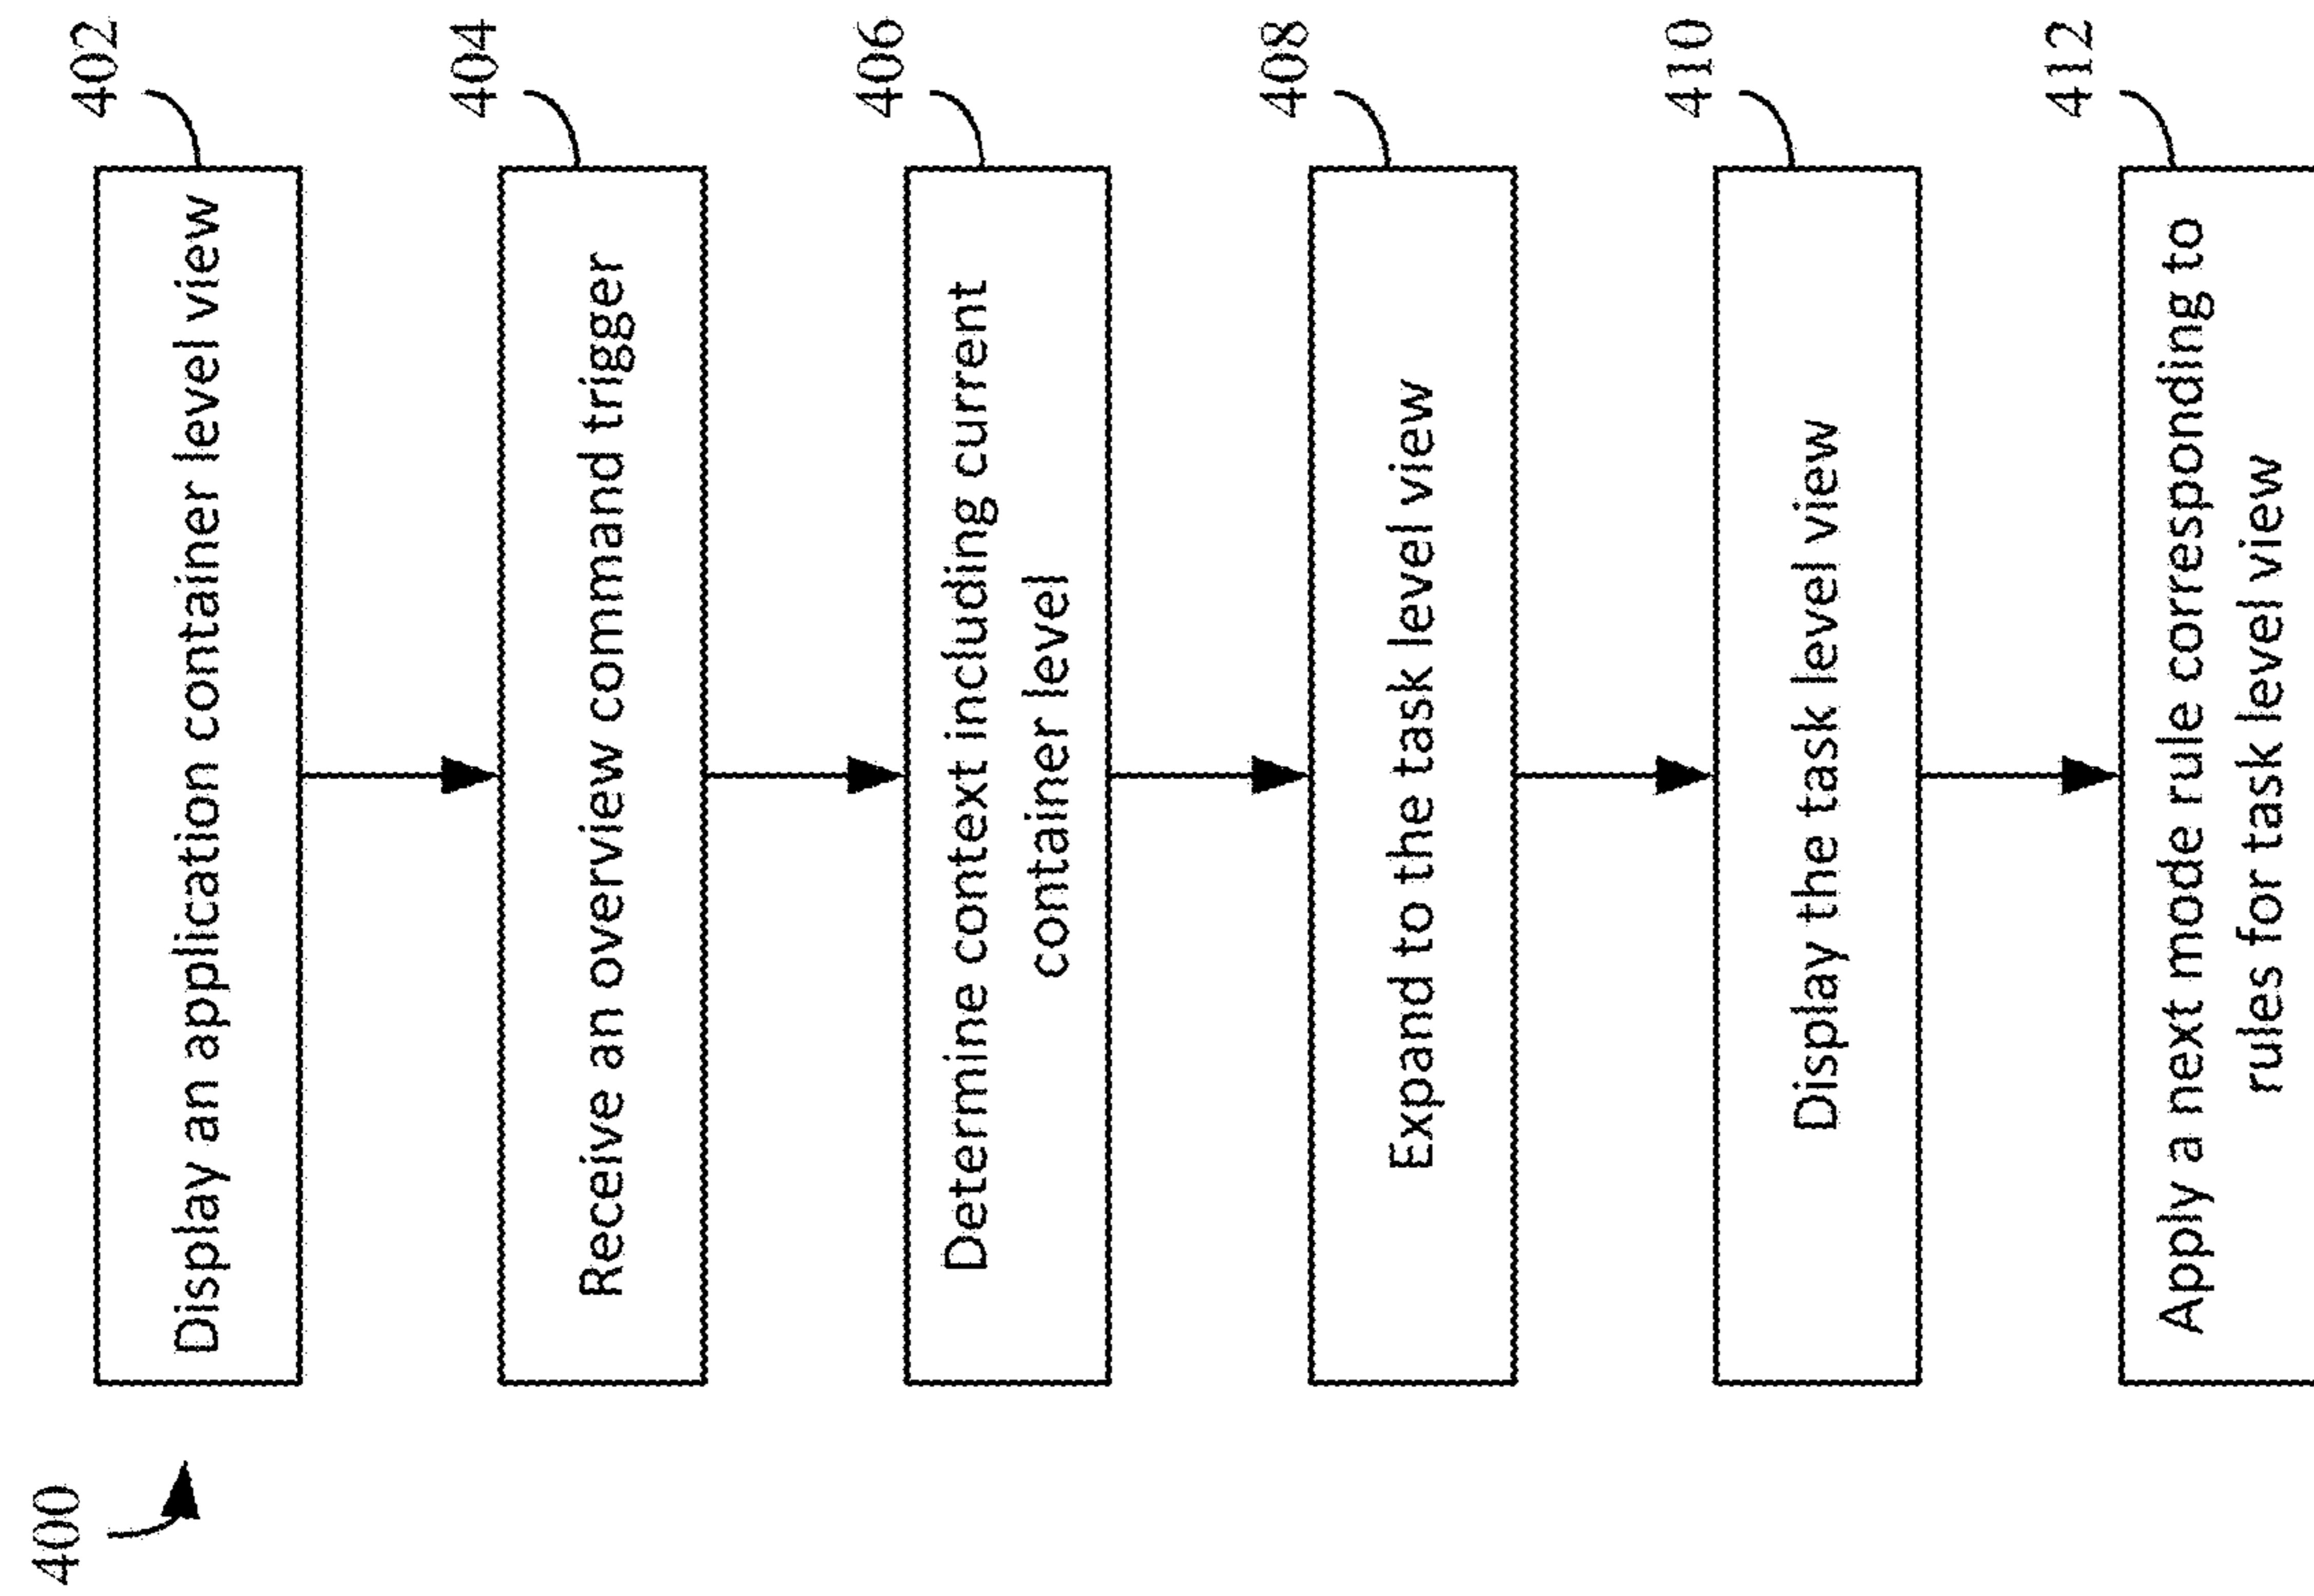 400
402
Display an application container level view
404
Receive an overview command trigger
406
Determine context including current
container level
408
Expand to the task level view
410
Display the task level view
412
Apply a next mode rule corresponding to
rules for task level view